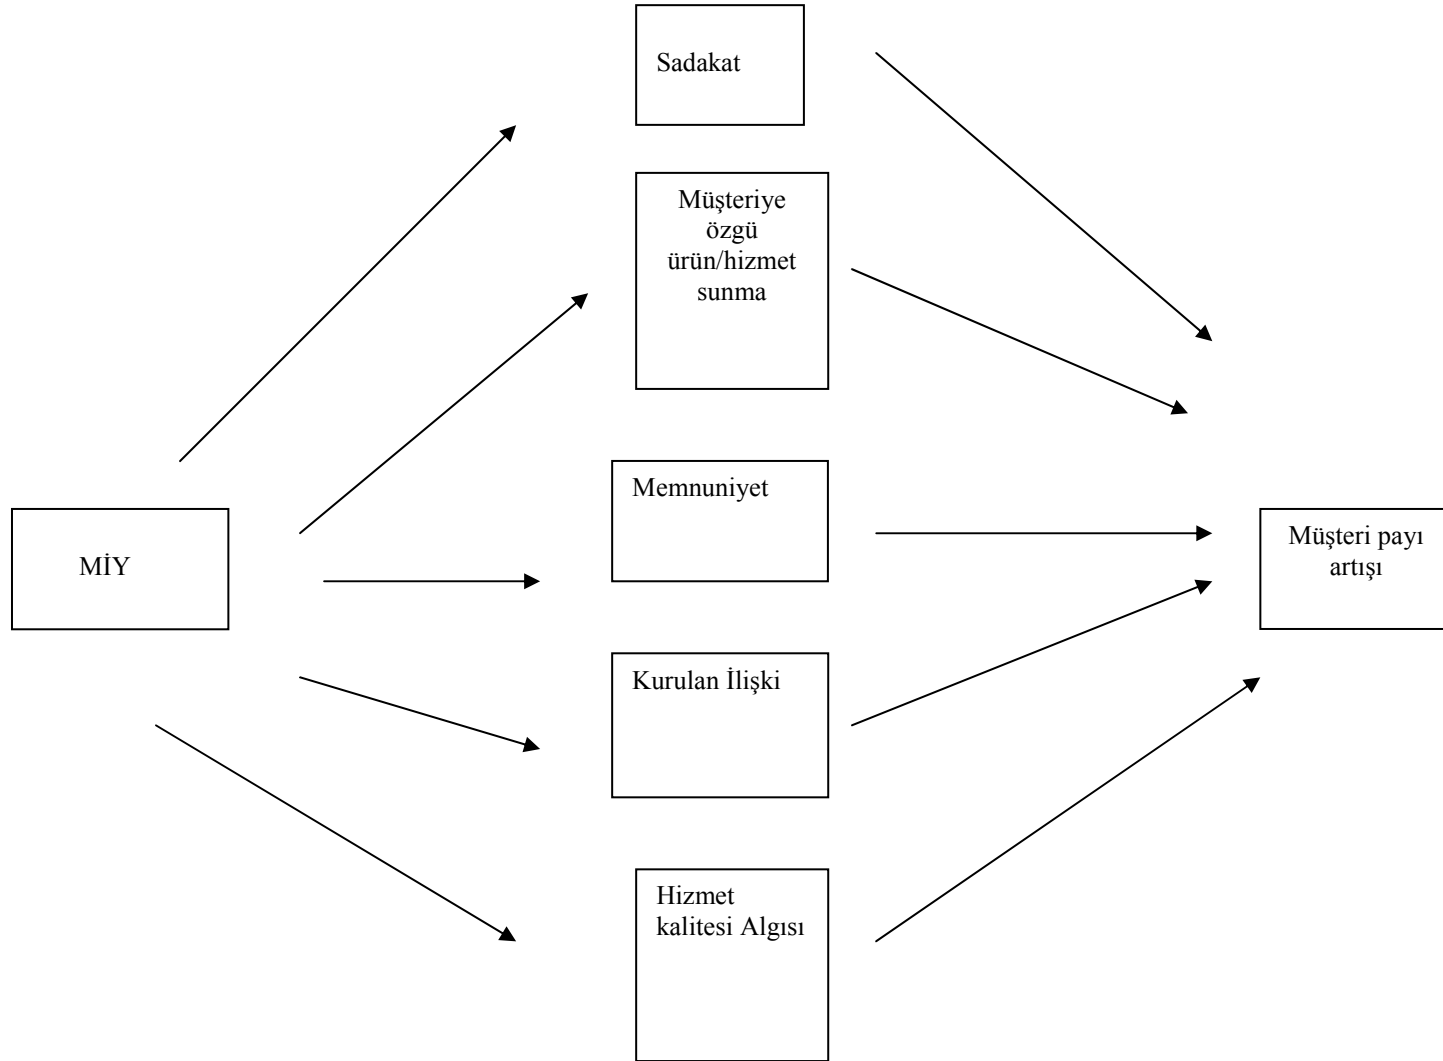 Sadakat
Müşteriye
özgü
ürün/hizmet
sunma
Memnuniyet
MİY
Müşteri payı
artışı
Kurulan İlişki
Hizmet
kalitesi Algısı